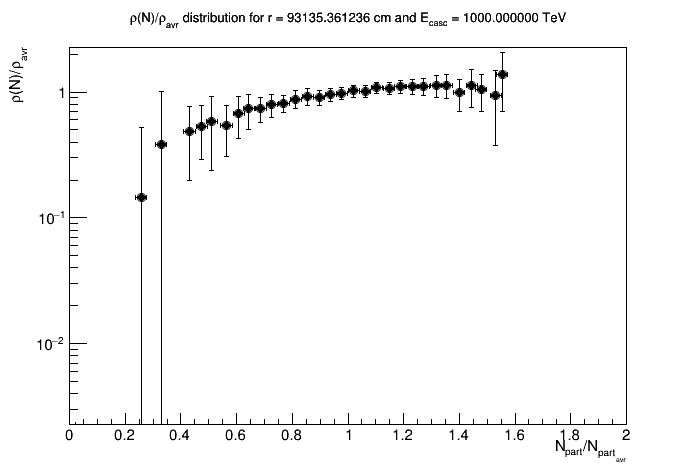 ρ(N)/ρavr distribution for r = 93135.361236 cm and Ecasc = 1000.000000 TeV
ρ(N)/ρavr
1
10−1
10−2
0 0.2 0.4 0.6 0.8 1 1.2 1.4 1.6 1.8 2
Npart/Npartavr